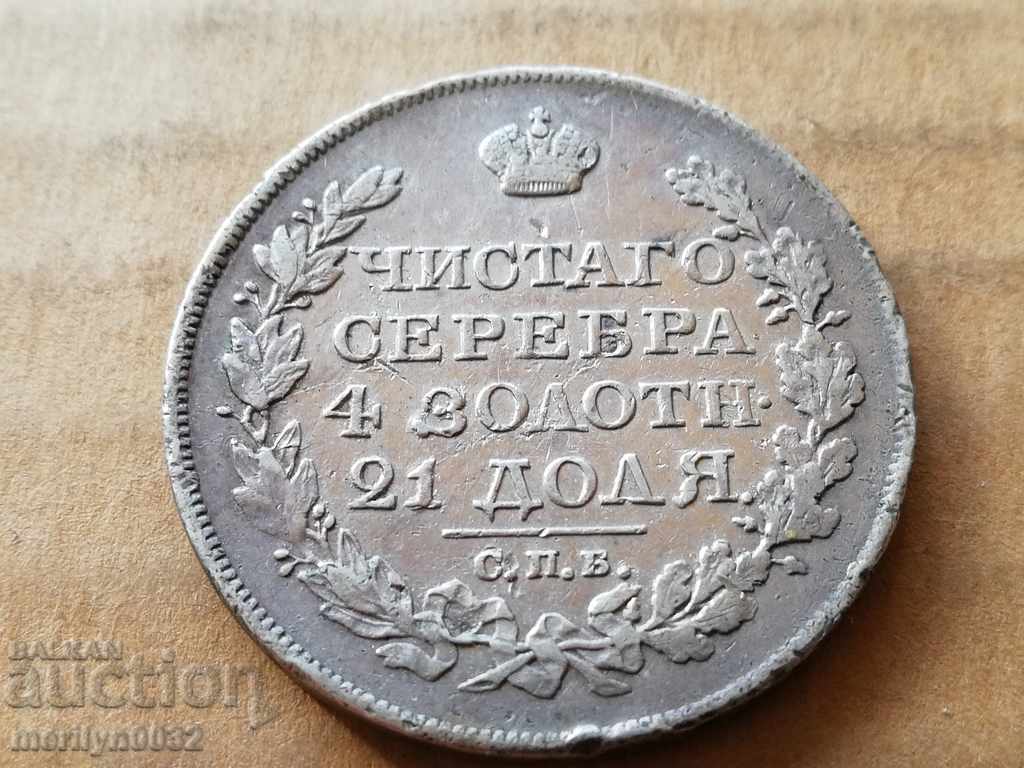 ЧИСТАГО
СЕРЕБРА
4 ЗОЛОТН·
21 ДОЛЯ.
С.П.Б.
BALKAN
auction
merilyn0032